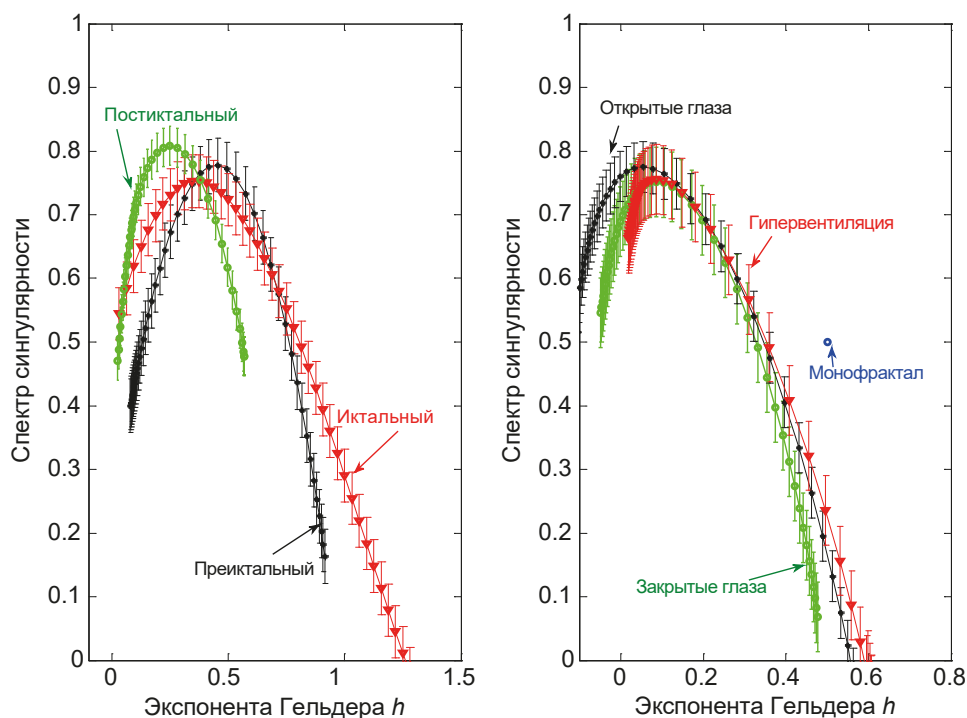 1
0.9
0.8
0.7
0.6
0.5
0.4
0.3
0.2
0.1
0
Спектр сингулярности
Постиктальный
Иктальный
Преиктальный
0
0.5
1
1.5
Экспонента Гельдера h
1
0.9
0.8
0.7
0.6
0.5
0.4
0.3
0.2
0.1
0
Спектр сингулярности
Открытые глаза
Гипервентиляция
Монофрактал
Закрытые глаза
0
0.2
0.4
0.6
0.8
Экспонента Гельдера h